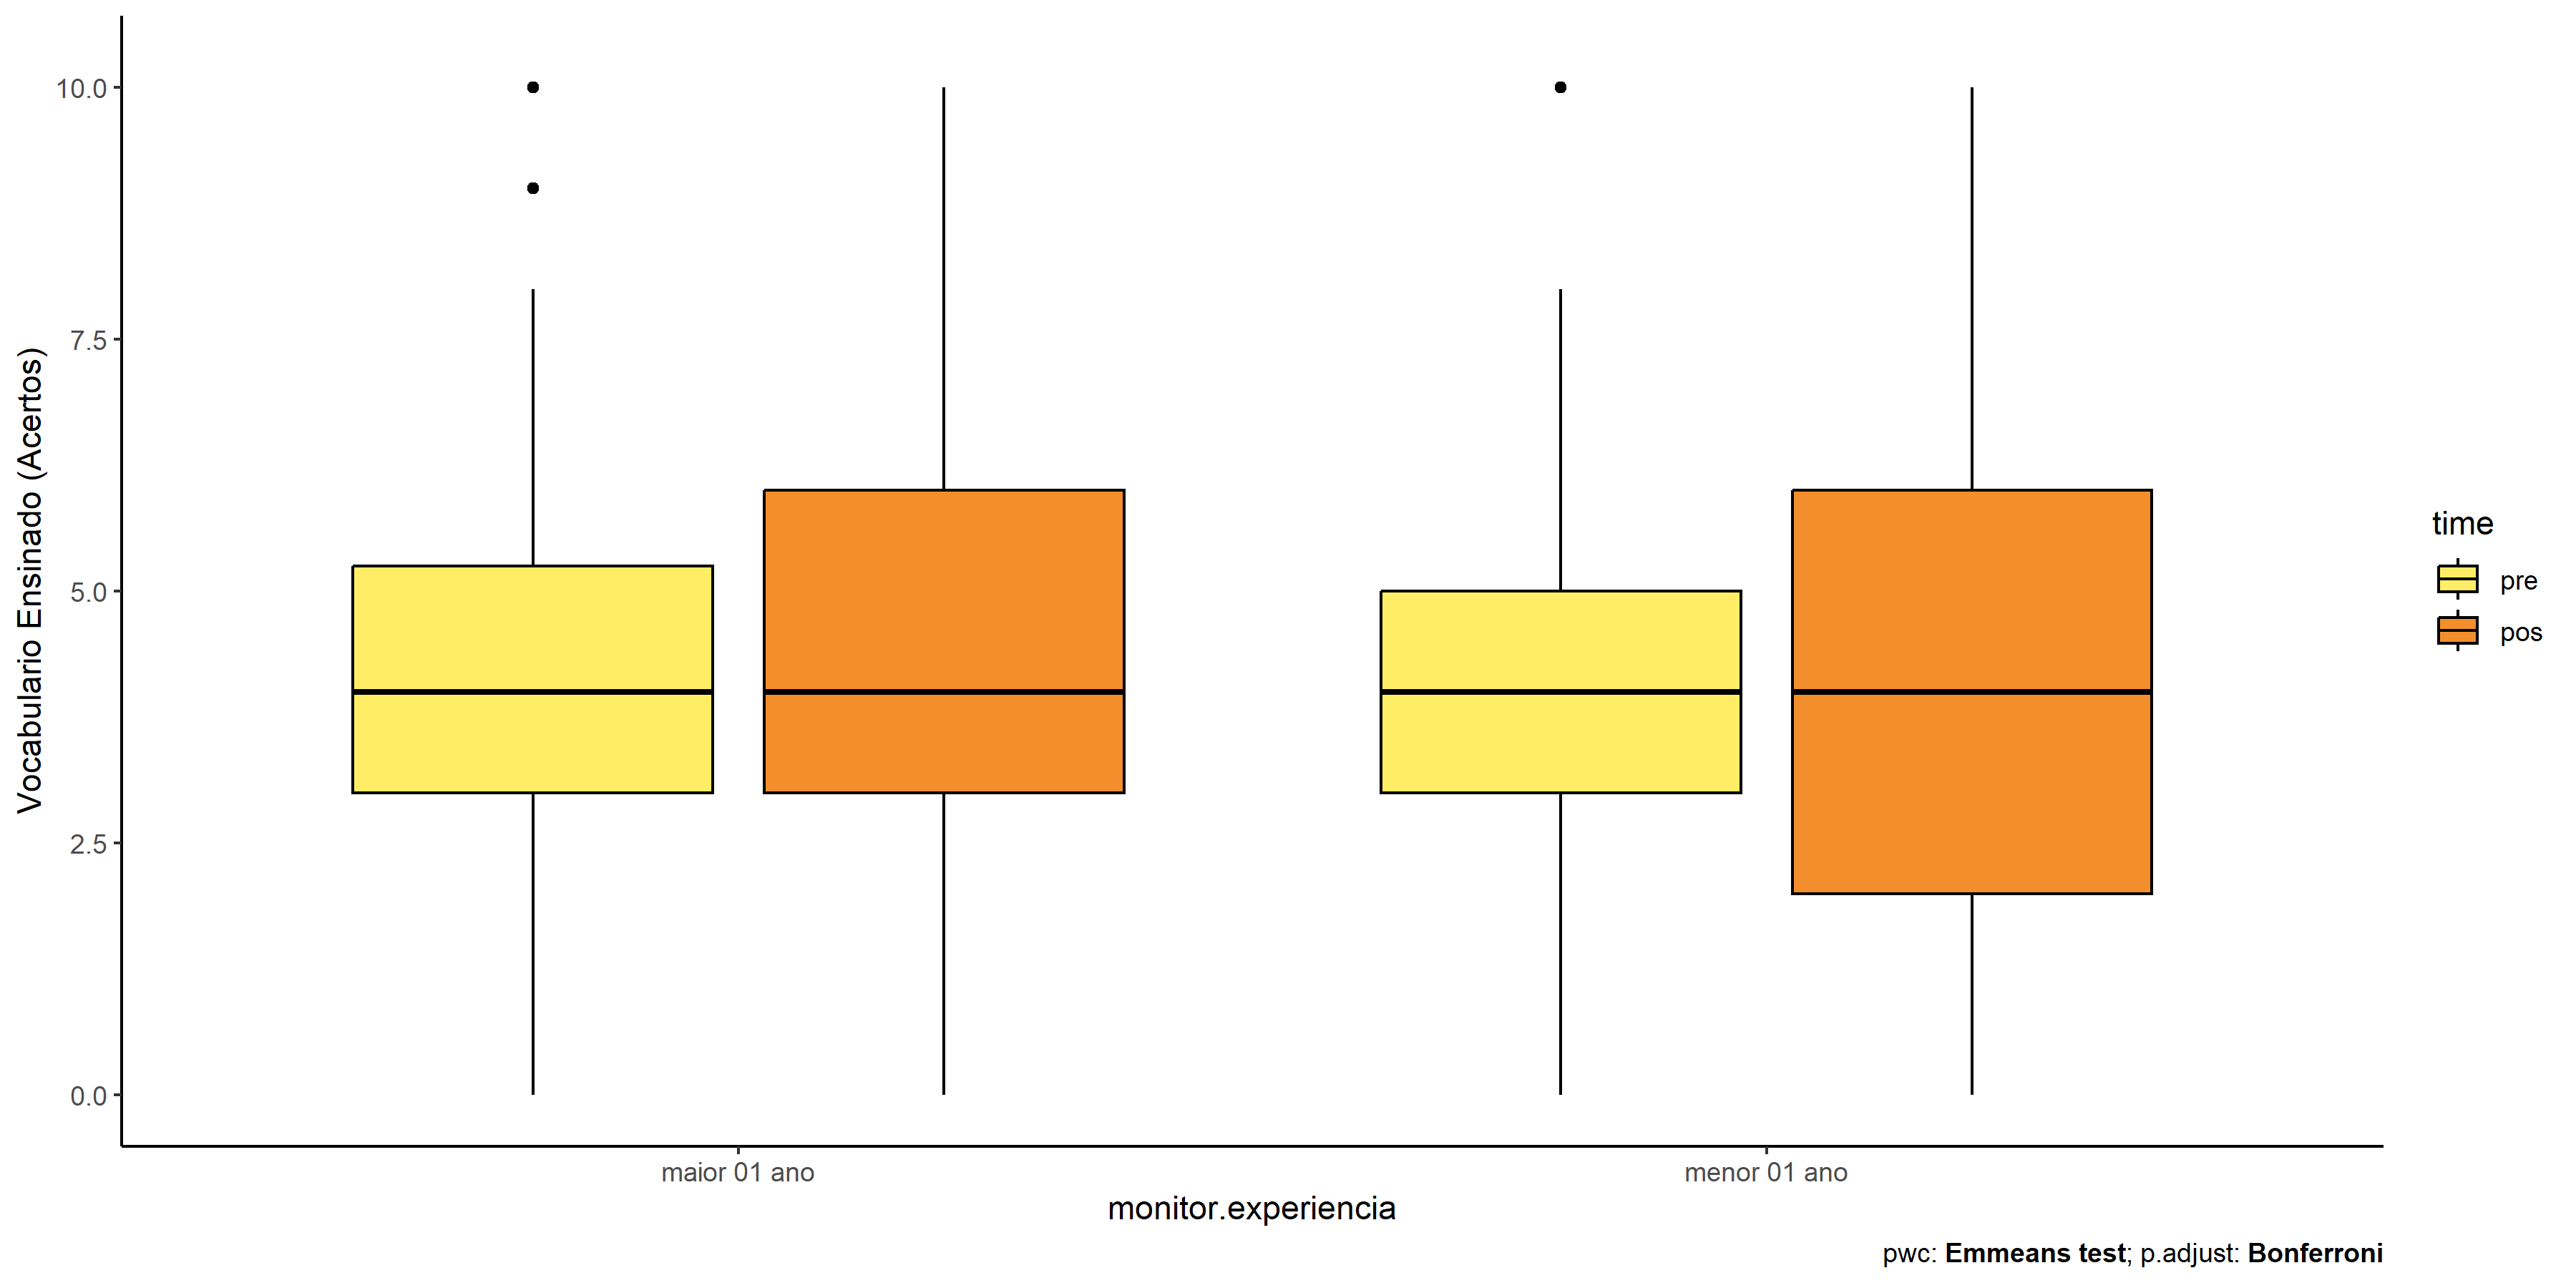 Vocabulario Ensinado (Acertos)
10.0
7.5
5.0
2.5
0.0
maior 01 ano
menor 01 ano
monitor.experiencia
time
pre
pos
pwc: Emmeans test; p.adjust: Bonferroni